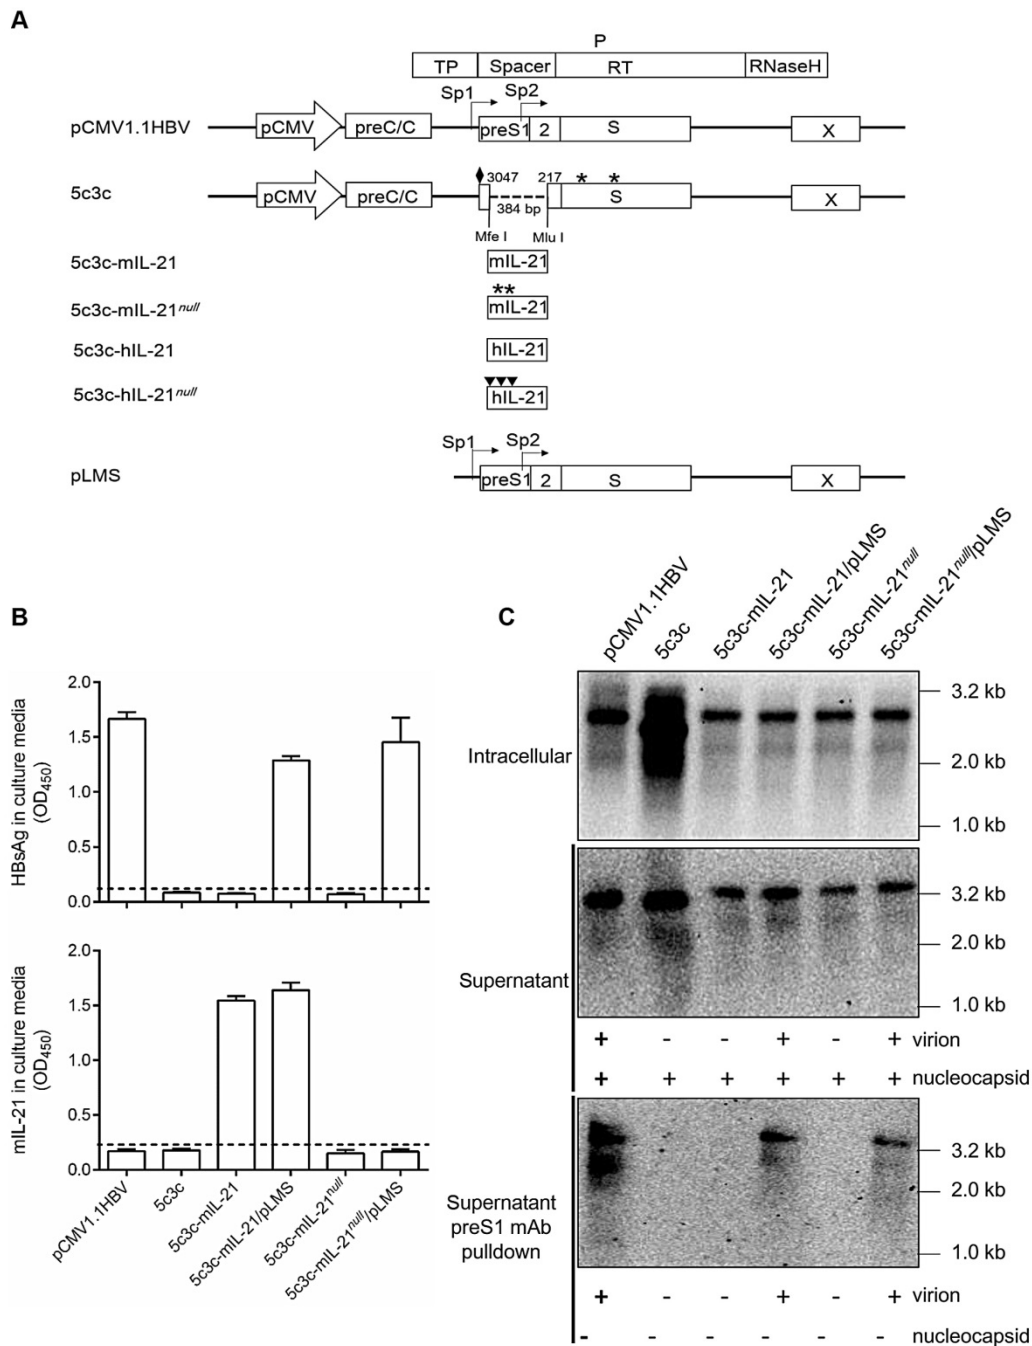 A
P
TP Spacer RT RNaseH
Sp1 Sp2
pCMV1.1HBV pCMV preC/C preS1 2 S X
3047 217 * *
5c3c pCMV preC/C 384 bp S X
Mfe I Mlu I
5c3c-mIL-21 mIL-21
**
5c3c-mIL-21null mIL-21
5c3c-hIL-21 hIL-21
5c3c-hIL-21null hIL-21
Sp1 Sp2
pLMS preS1 2 S X
B
HBsAg in culture media
(OD450)
2.0
1.5
1.0
0.5
0.0
mIL-21 in culture media
(OD450)
2.0
1.5
1.0
0.5
0.0
pCMV1.1HBV
5c3c
5c3c-mIL-21
5c3c-mIL-21/pLMS
5c3c-mIL-21null
5c3c-mIL-21null/pLMS
C
pCMV1.1HBV
5c3c
5c3c-mIL-21
5c3c-mIL-21/pLMS
5c3c-mIL-21null
5c3c-mIL-21null/pLMS
Intracellular
3.2 kb
2.0 kb
1.0 kb
Supernatant
3.2 kb
2.0 kb
1.0 kb
+ - - + - + virion
+ + + + + + nucleocapsid
Supernatant
preS1 mAb
pulldown
3.2 kb
2.0 kb
1.0 kb
+ - - + - + virion
- - - - - - nucleocapsid